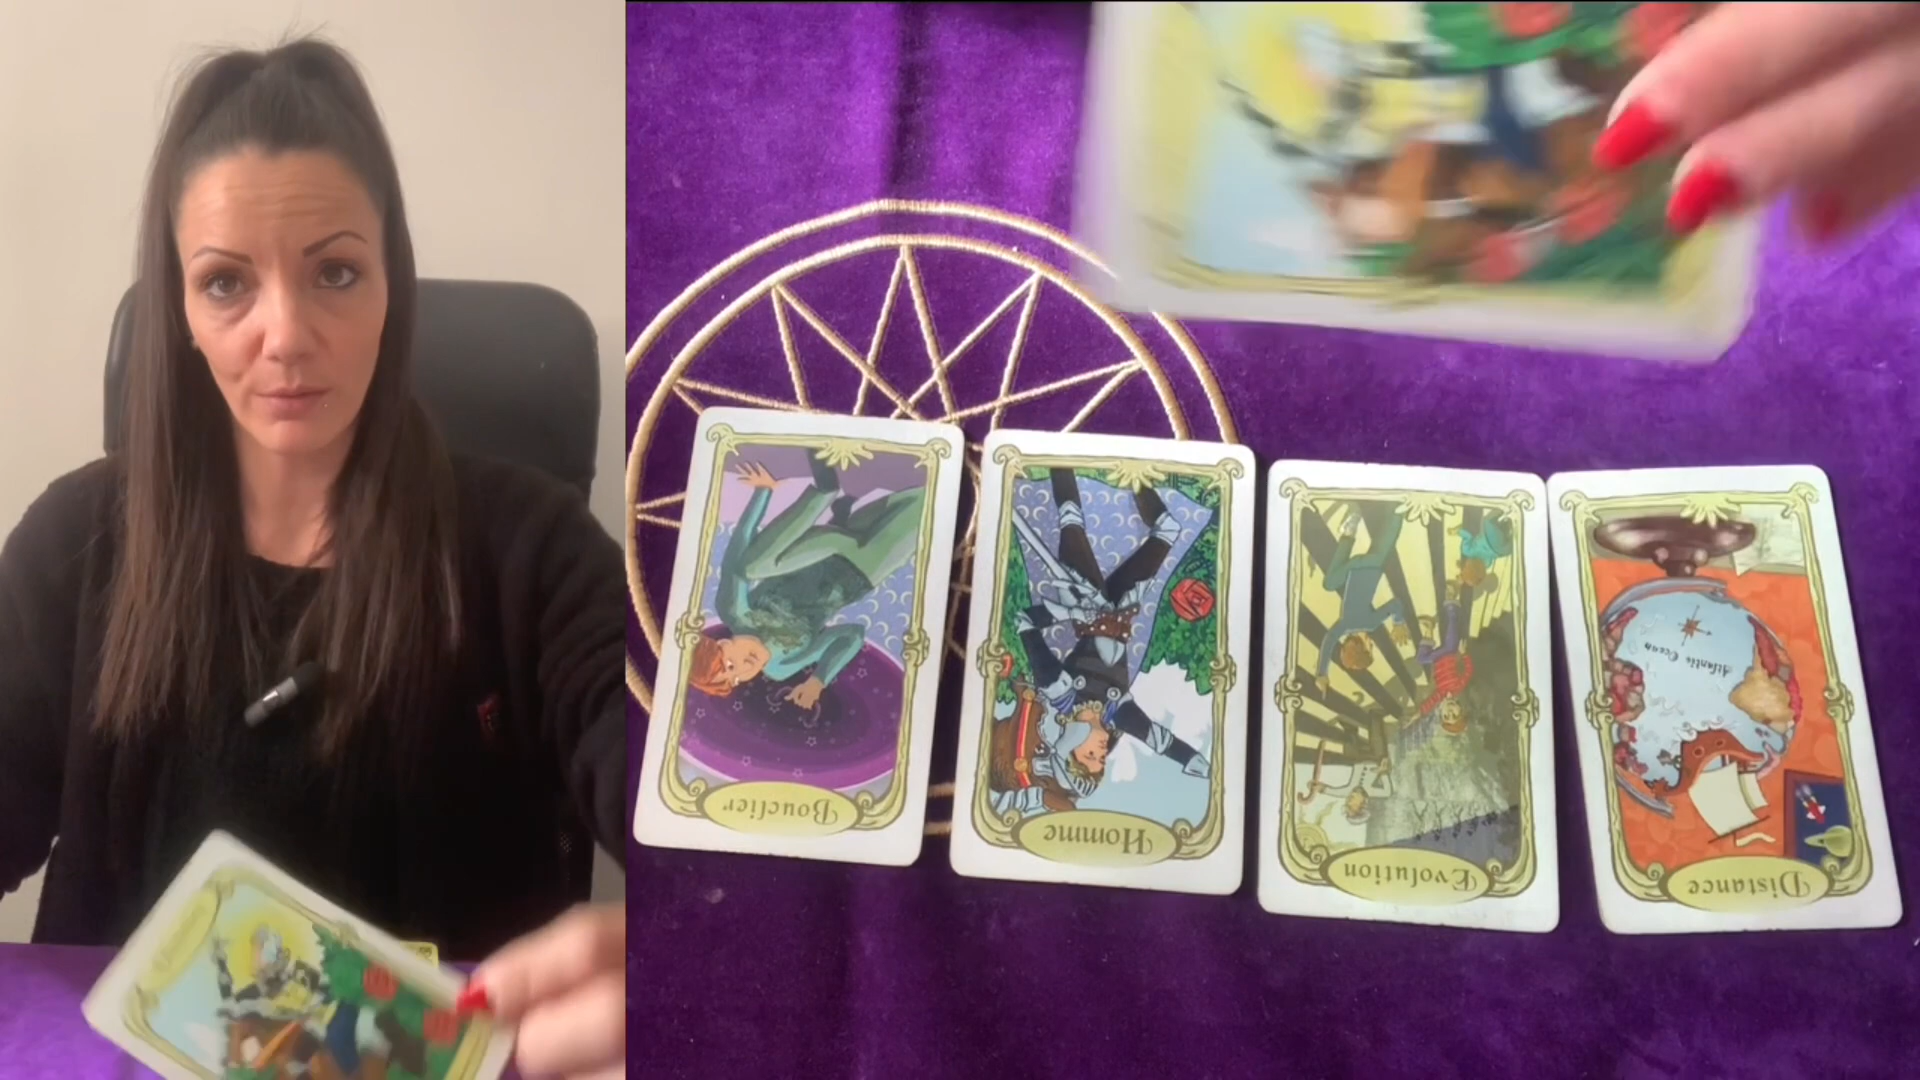 Bouclier
Homme
Evolution
Distance
Atlantic Ocean